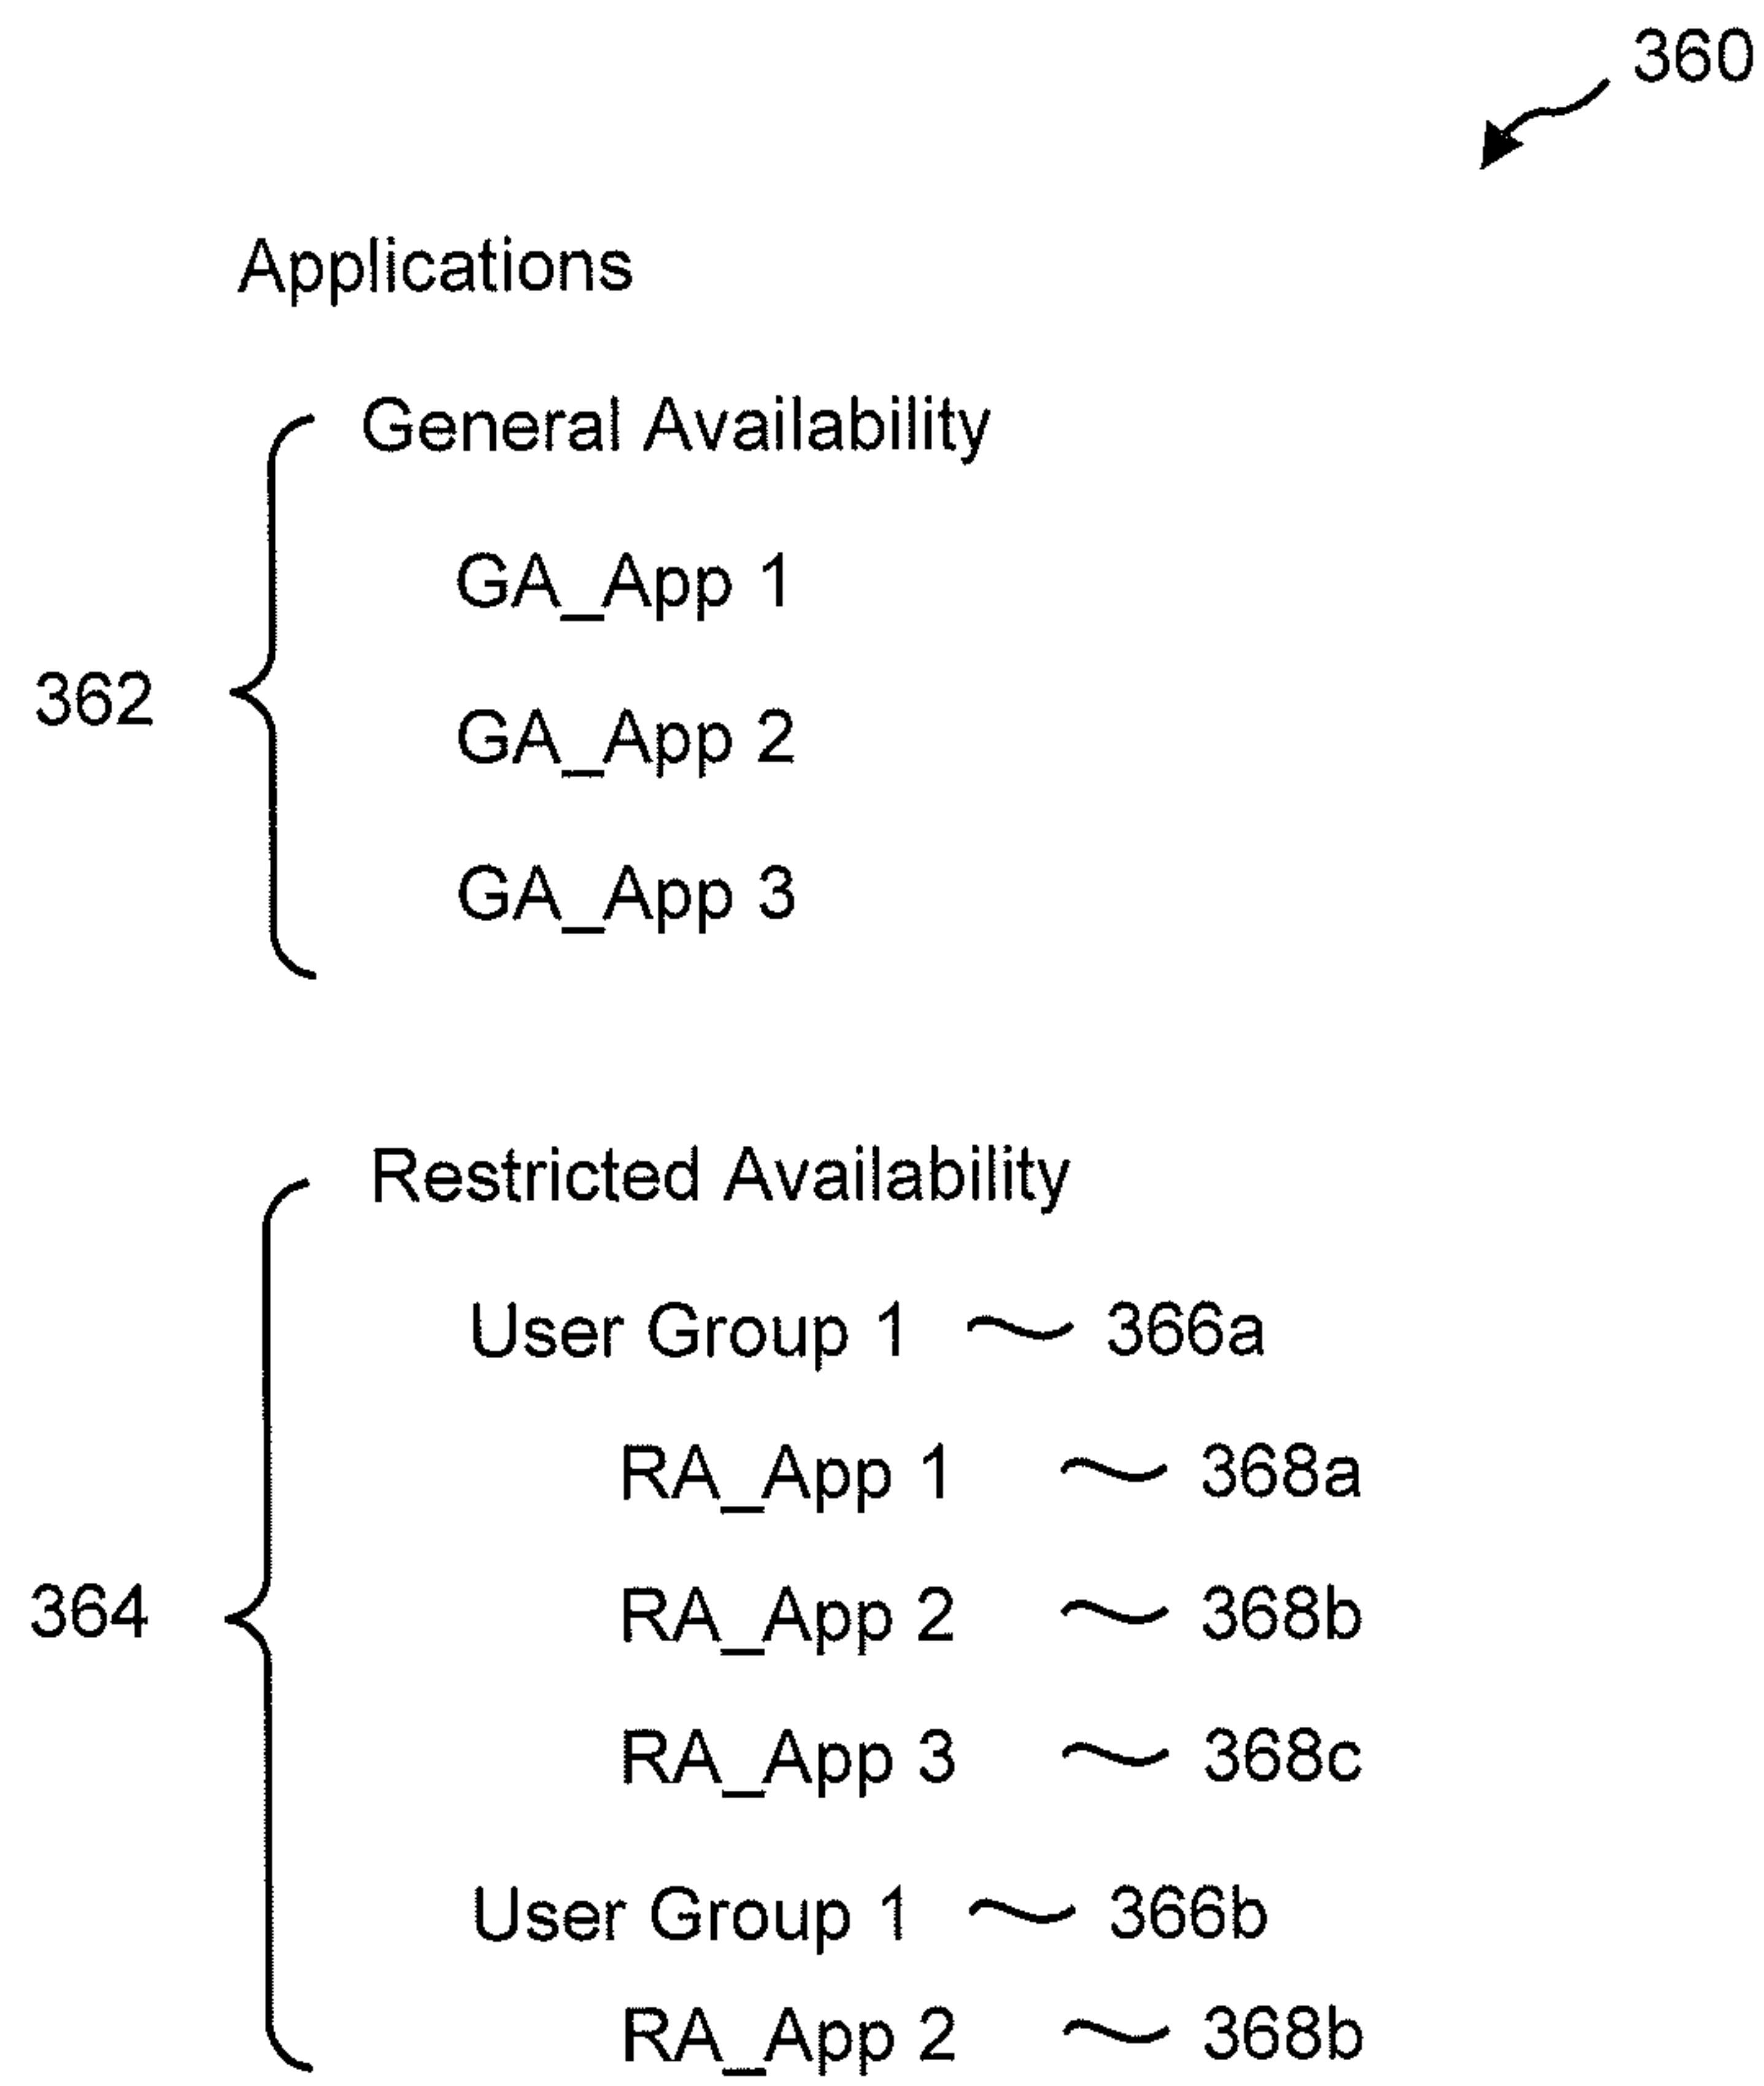 360
Applications
General Availability
GA_App 1
362
GA_App 2
GA_App 3
Restricted Availability
User Group 1 366a
RA_App 1 368a
364
RA_App 2 368b
RA_App 3 368c
User Group 1 366b
RA_App 2 368b